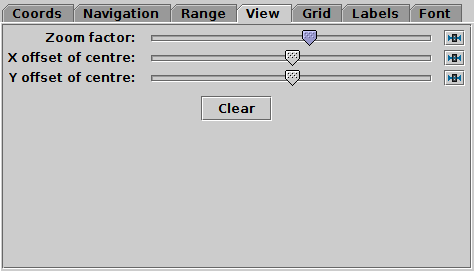 Coords Navigation Range View Grid Labels Font
Zoom factor:
X offset of centre:
Y offset of centre:
Clear